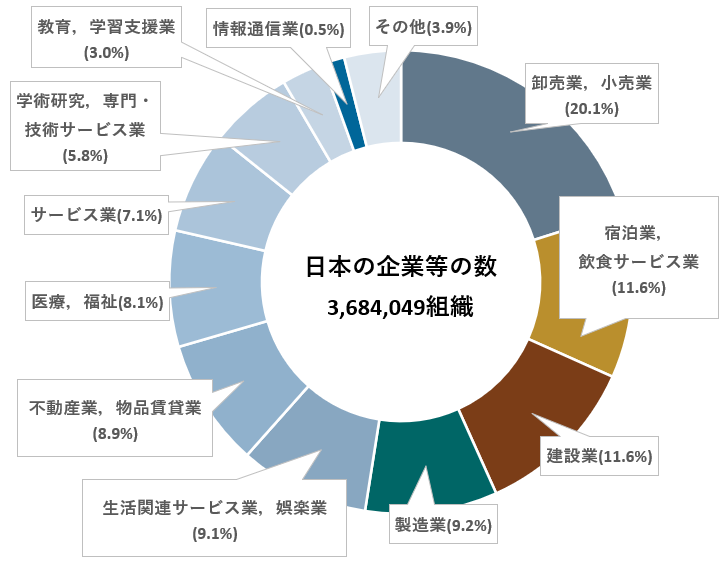 日本の企業等の数
3,684,049組織
卸売業，小売業
(20.1%)
宿泊業，
飲食サービス業
(11.6%)
建設業(11.6%)
製造業(9.2%)
生活関連サービス業，娯楽業
(9.1%)
不動産業，物品賃貸業
(8.9%)
医療，福祉(8.1%)
サービス業(7.1%)
学術研究，専門・
技術サービス業
(5.8%)
教育，学習支援業
(3.0%)
情報通信業(0.5%)
その他(3.9%)